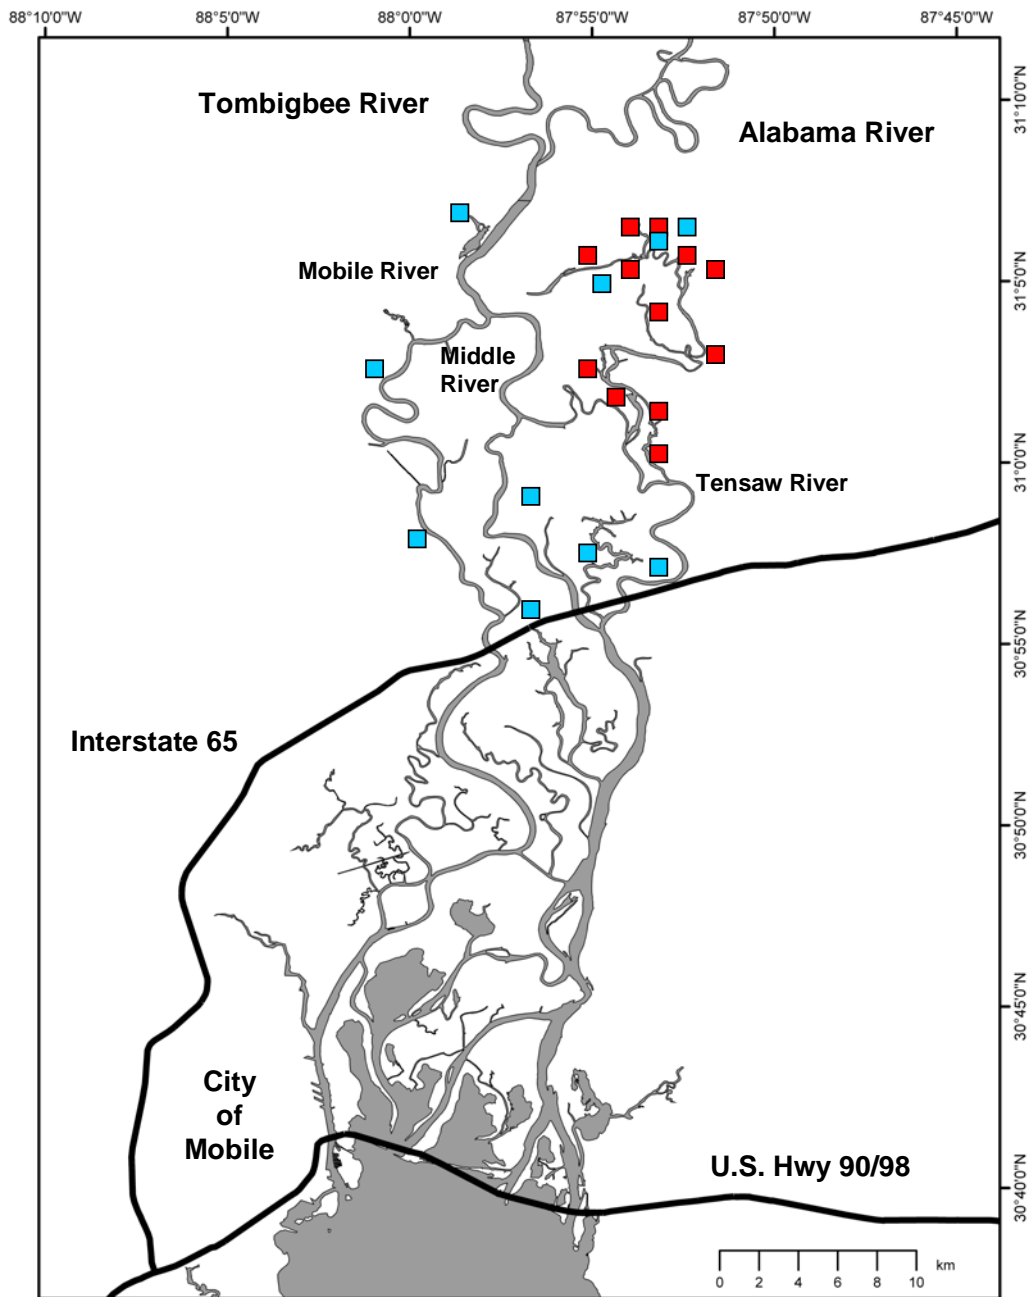 88°10'0"W
88°5'0"W
88°0'0"W
87°55'0"W
87°50'0"W
87°45'0"W
Tombigbee River
Alabama River
31°10'0"N
Mobile River
31°5'0"N
Middle
River
31°0'0"N
Tensaw River
30°55'0"N
Interstate 65
30°50'0"N
30°45'0"N
City
of
Mobile
U.S. Hwy 90/98
30°40'0"N
km
0 2 4 6 8 10